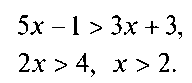 5x − 1 > 3x + 3,
2x > 4, x > 2.